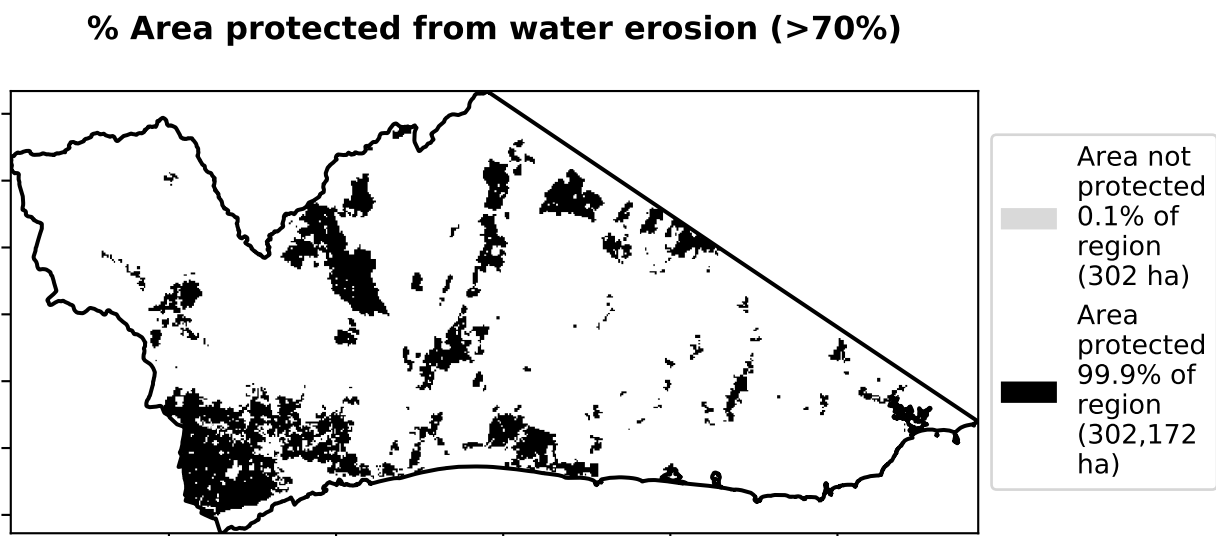 % Area protected from water erosion (>70%)
Area not
protected
0.1% of
region
(302 ha)
Area
protected
99.9% of
region
(302,172
ha)